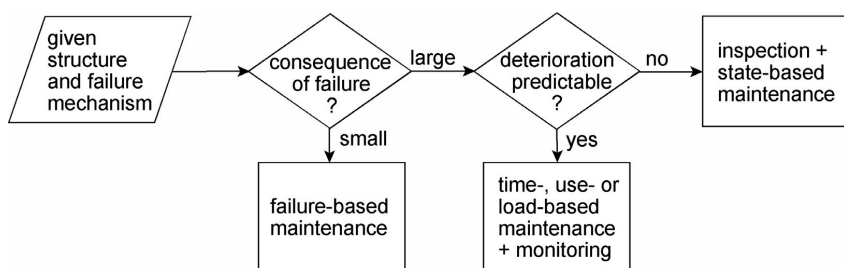 given
structure
and failure
mechanism
consequence
of failure
?
large
deterioration
predictable
?
no
inspection +
state-based
maintenance
small
yes
failure-based
maintenance
time-, use- or
load-based
maintenance
+ monitoring